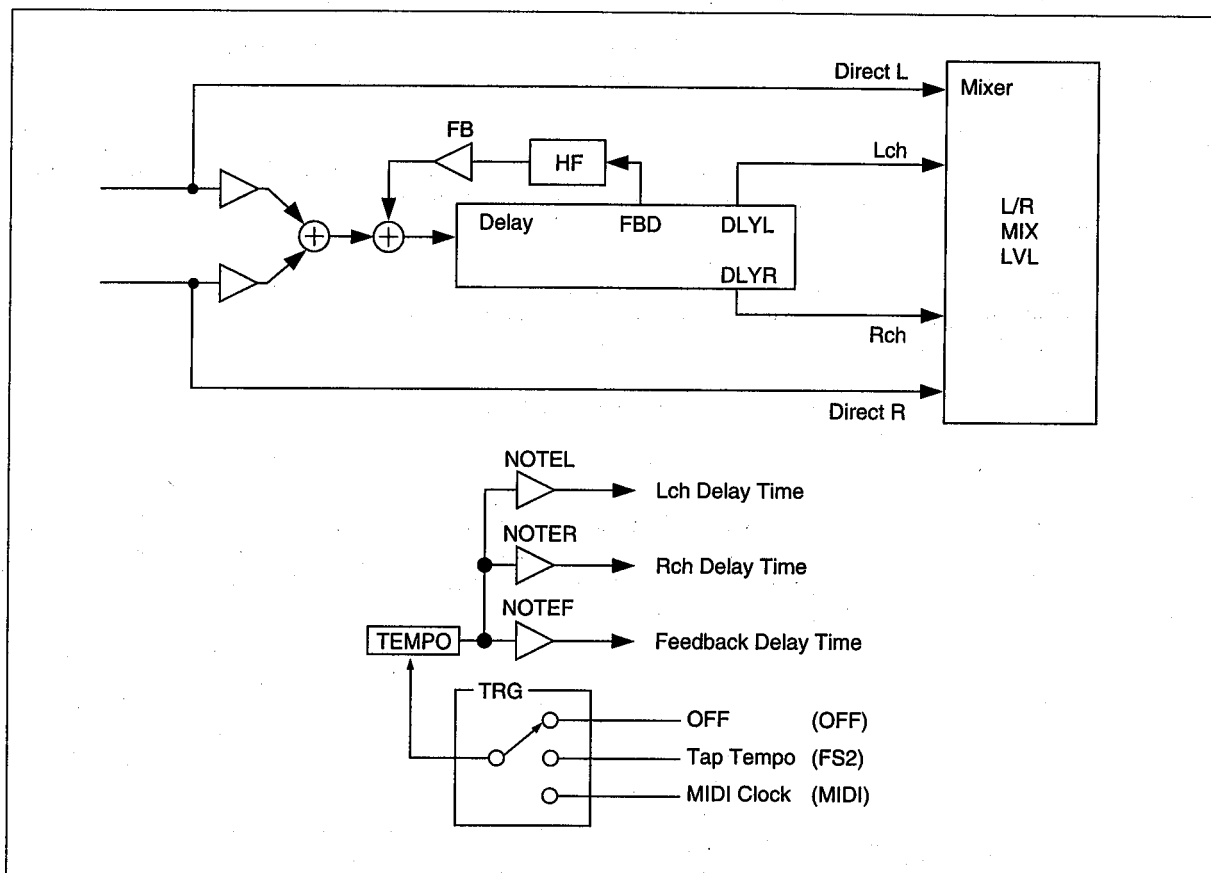 Direct L
Mixer
FB
HF
Lch
Delay
FBD
DLYL
DLYR
L/R
MIX
LVL
Rch
Direct R
NOTEL
Lch Delay Time
NOTER
Rch Delay Time
NOTEF
TEMPO
Feedback Delay Time
TRG
OFF (OFF)
Tap Tempo (FS2)
MIDI Clock (MIDI)